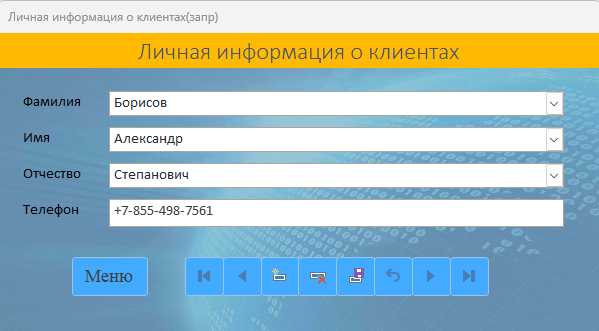 Личная информация о клиентах(запр)
Личная информация о клиентах
Фамилия Борисов
Имя Александр
Отчество Степанович
Телефон +7-855-498-7561
Меню